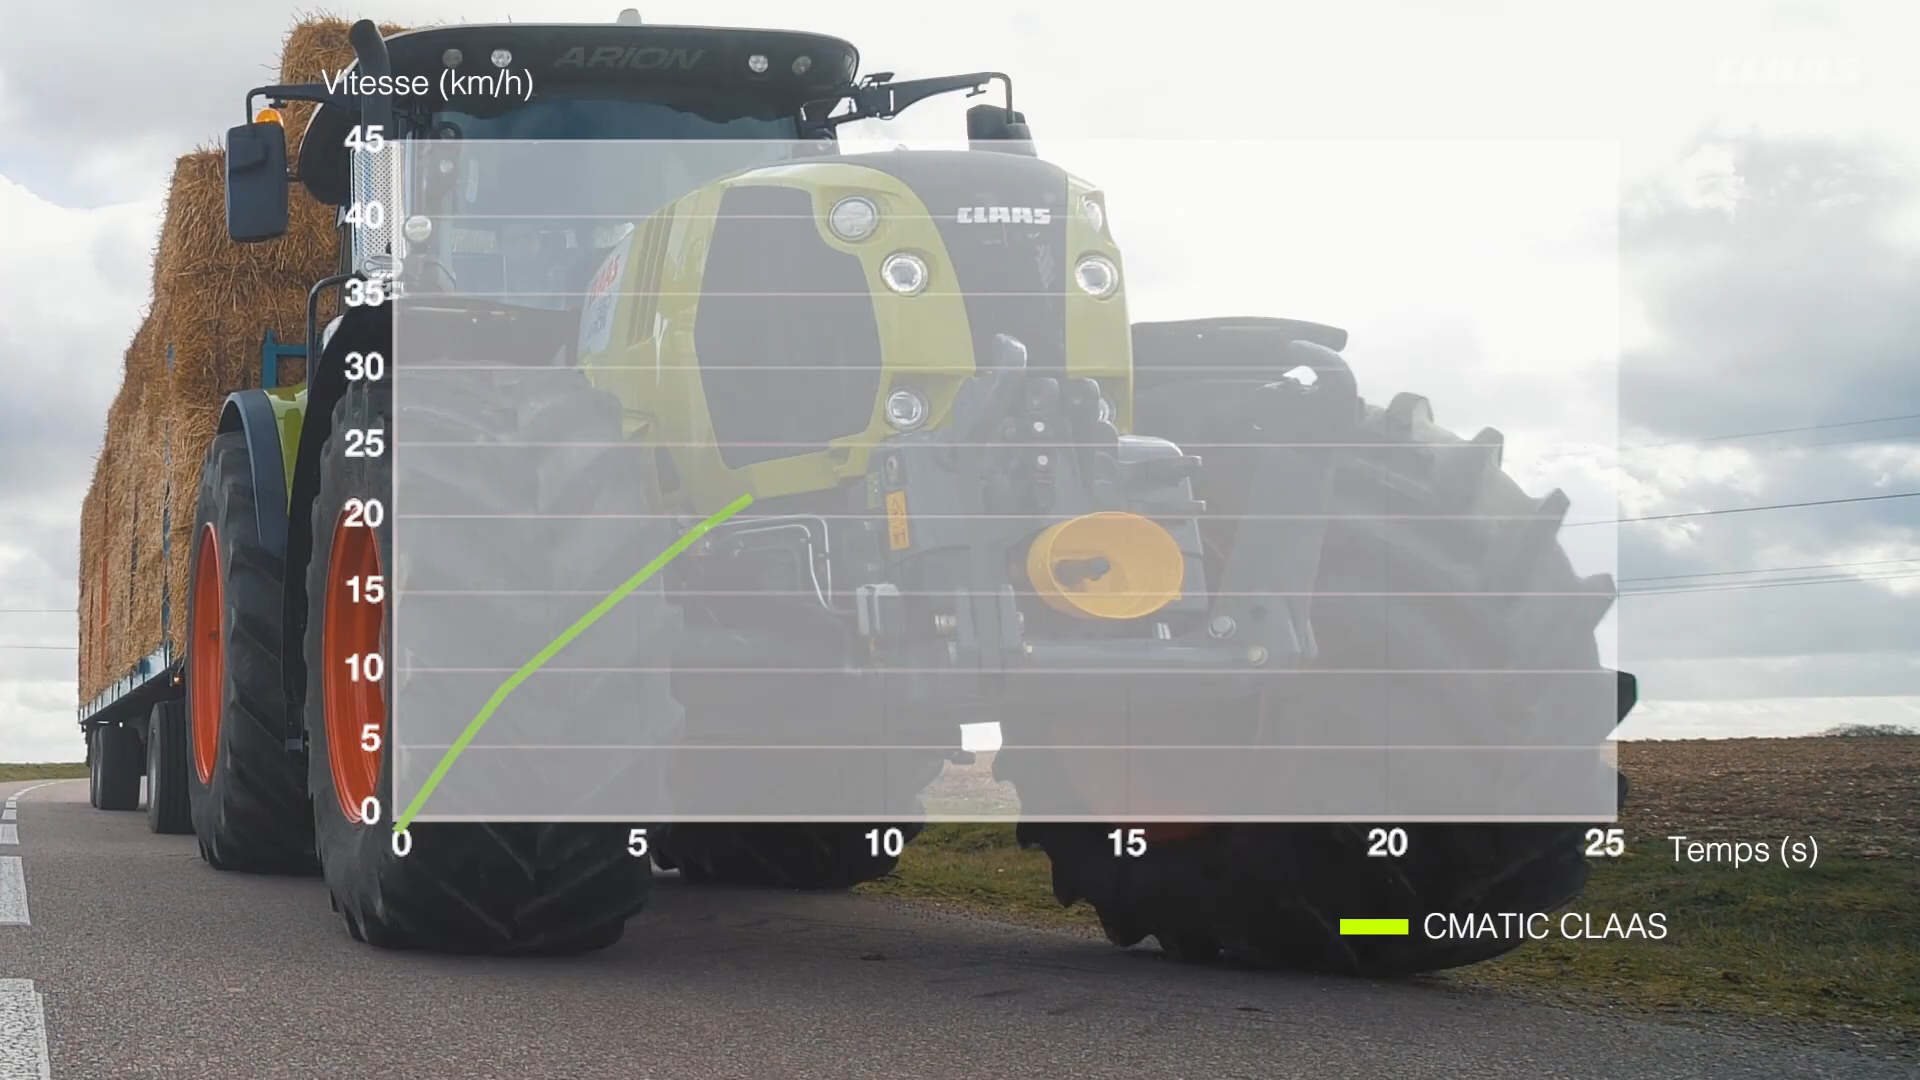 ARION
CLAAS
Vitesse (km/h)
45
40
CLAAS
35
30
25
20
15
10
5
0
0 5 10 15 20 25
Temps (s)
CMATIC CLAAS